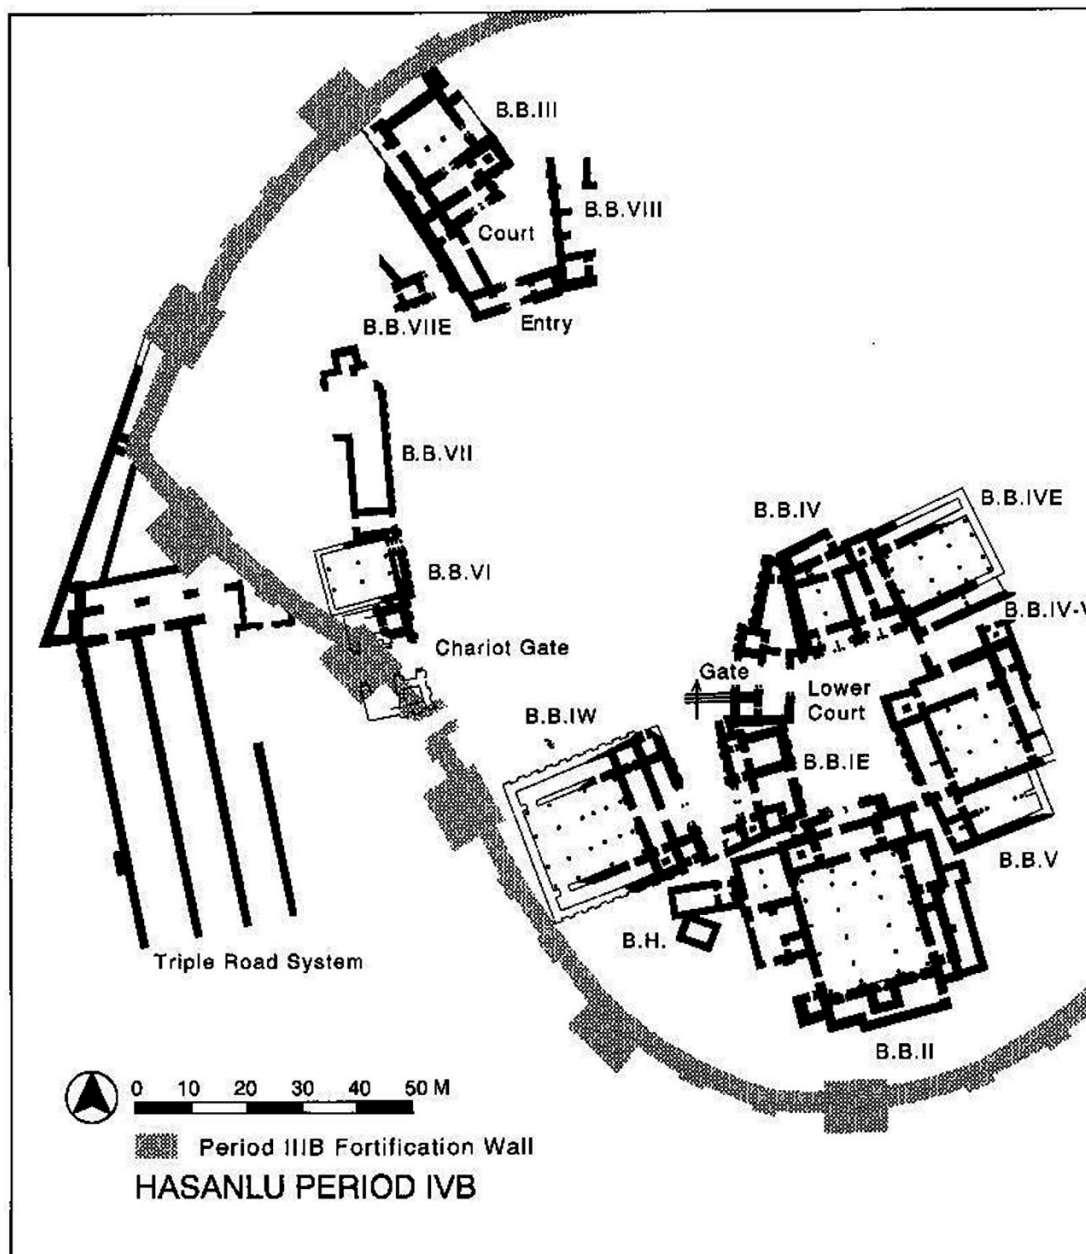 B.B.III
B.B.VIII
Court
B.B.VIIE
Entry
B.B.VII
B.B.IV
B.B.IVE
B.B.VI
B.B.IV-V
Chariot Gate
Gate
Lower
Court
B.B.IW
B.B.IE
B.B.V
B.H.
Triple Road System
B.B.II
0 10 20 30 40 50 M
Period IIIB Fortification Wall
HASANLU PERIOD IVB